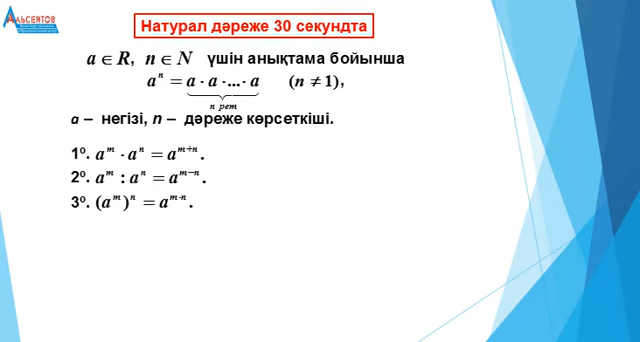 АЛЬСЕЙТОВ
Натурал дәреже 30 секундта
a ∈ R, n ∈ N үшін анықтама бойынша
aⁿ = a · a · ... · a (n ≠ 1),
n рет
a – негізі, n – дәреже көрсеткіші.
1⁰. aᵐ · aⁿ = aᵐ⁺ⁿ.
2⁰. aᵐ : aⁿ = aᵐ⁻ⁿ.
3⁰. (aᵐ)ⁿ = aᵐ·ⁿ.